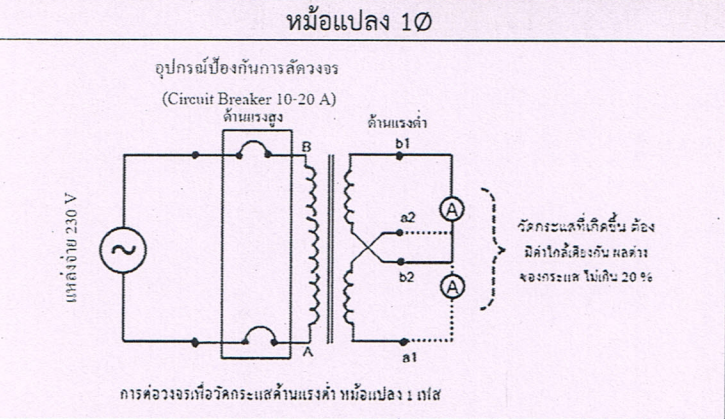 หม้อแปลง 1Ø
อุปกรณ์ป้องกันการลัดวงจร
(Circuit Breaker 10-20 A)
ด้านแรงสูง
ด้านแรงต่ำ
B
b1
A
a2
แหล่งจ่าย 230 V
~
b2
A
A
a1
วัดกระแสที่เกิดขึ้น ต้อง
มีค่าใกล้เคียงกัน ผลต่าง
ของกระแส ไม่เกิน 20 %
การต่อวงจรเพื่อวัดกระแสด้านแรงต่ำ หม้อแปลง 1 เฟส